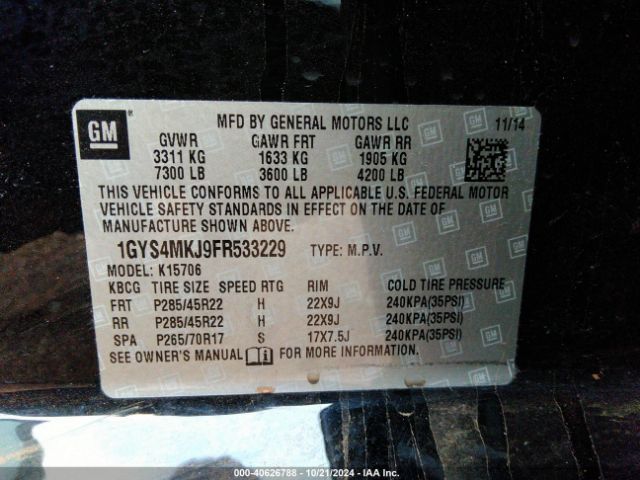 GM
MFD BY GENERAL MOTORS LLC 11/14
GVWR GAWR FRT GAWR RR
3311 KG 1633 KG 1905 KG
7300 LB 3600 LB 4200 LB
THIS VEHICLE CONFORMS TO ALL APPLICABLE U.S. FEDERAL MOTOR
VEHICLE SAFETY STANDARDS IN EFFECT ON THE DATE OF
MANUFACTURE SHOWN ABOVE.
1GYS4MKJ9FR533229 TYPE: M.P.V.
MODEL: K15706
KBCG TIRE SIZE SPEED RTG RIM COLD TIRE PRESSURE
FRT P285/45R22 H 22X9J 240KPA(35PSI)
RR P285/45R22 H 22X9J 240KPA(35PSI)
SPA P265/70R17 S 17X7.5J 240KPA(35PSI)
SEE OWNER'S MANUAL FOR MORE INFORMATION.
000-40626788 - 10/21/2024 - IAA Inc.